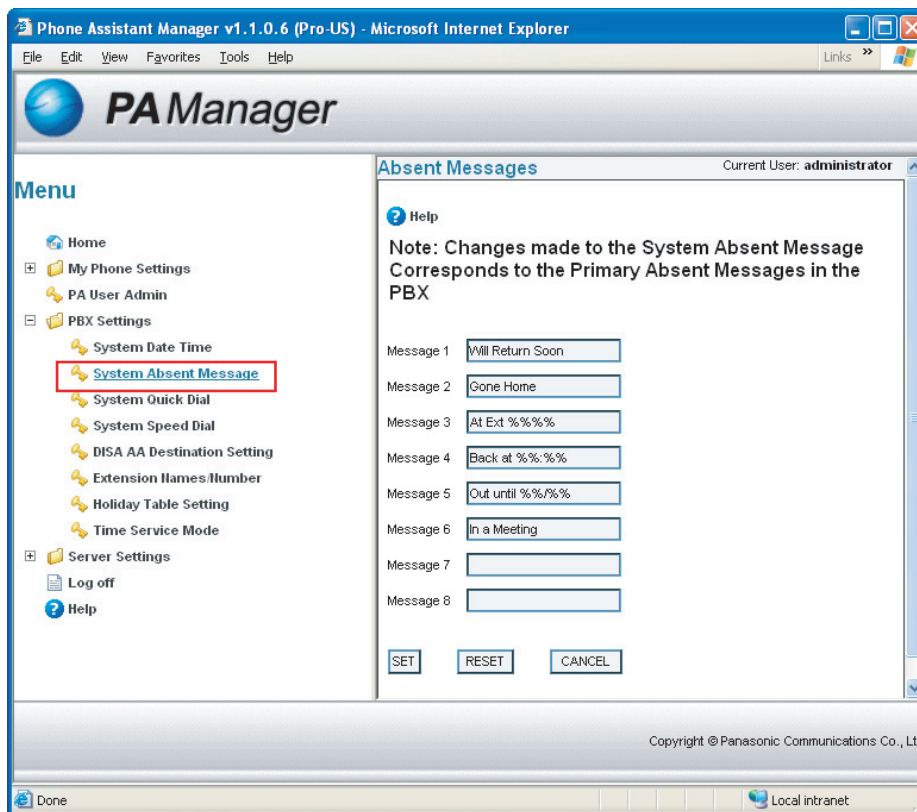 Phone Assistant Manager v1.1.0.6 (Pro-US) - Microsoft Internet Explorer
File Edit View Favorites Tools Help
Links »
PA Manager
Menu
Home
My Phone Settings
PA User Admin
PBX Settings
System Date Time
System Absent Message
System Quick Dial
System Speed Dial
DISA AA Destination Setting
Extension Names/Number
Holiday Table Setting
Time Service Mode
Server Settings
Log off
Help
Absent Messages
Current User: administrator
Help
Note: Changes made to the System Absent Message
Corresponds to the Primary Absent Messages in the
PBX
Message 1 Will Return Soon
Message 2 Gone Home
Message 3 At Ext %%%%
Message 4 Back at %%:%%
Message 5 Out until %%/%%
Message 6 In a Meeting
Message 7
Message 8
SET RESET CANCEL
Copyright © Panasonic Communications Co., Lt
Done
Local intranet